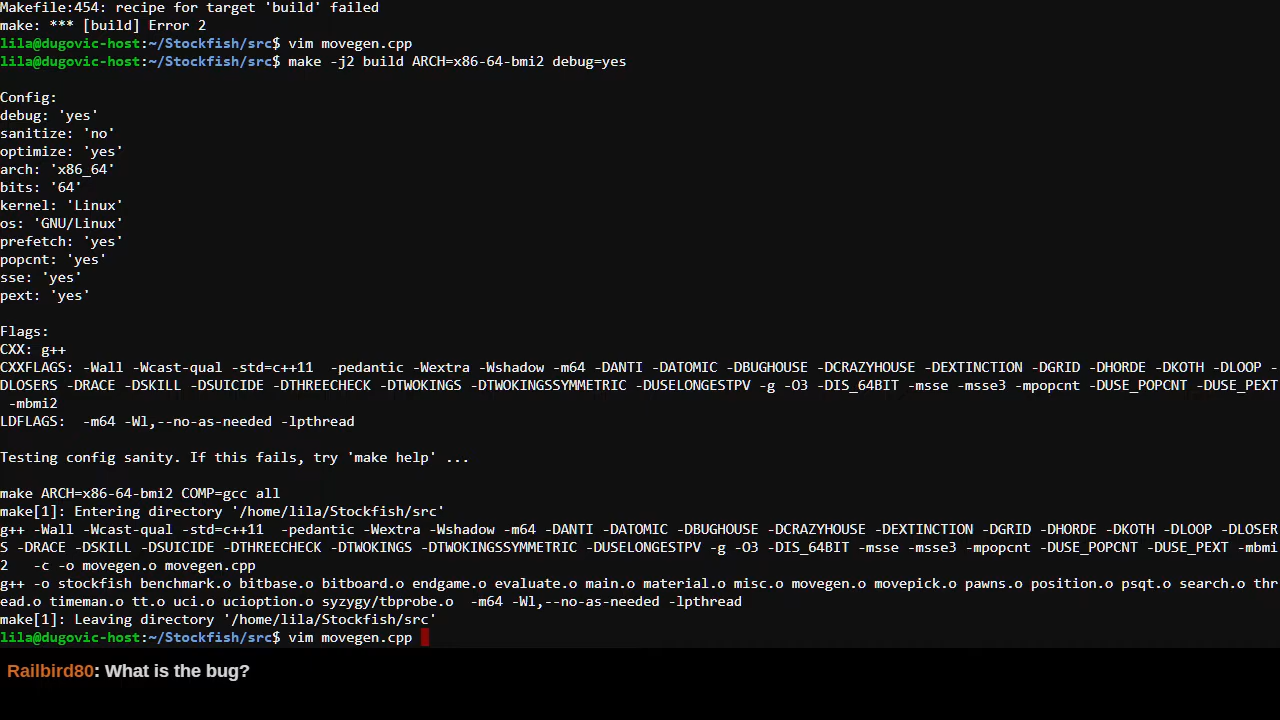 Makefile:454: recipe for target 'build' failed
make: *** [build] Error 2
lila@dugovic-host:~/Stockfish/src$ vim movegen.cpp
lila@dugovic-host:~/Stockfish/src$ make -j2 build ARCH=x86-64-bmi2 debug=yes
Config:
debug: 'yes'
sanitize: 'no'
optimize: 'yes'
arch: 'x86_64'
bits: '64'
kernel: 'Linux'
os: 'GNU/Linux'
prefetch: 'yes'
popcnt: 'yes'
sse: 'yes'
pext: 'yes'
Flags:
CXX: g++
CXXFLAGS: -Wall -Wcast-qual -std=c++11  -pedantic -Wextra -Wshadow -m64 -DANTI -DATOMIC -DBUGHOUSE -DCRAZYHOUSE -DEXTINCTION -DGRID -DHORDE -DKOTH -DLOOP -
DLOSERS -DRACE -DSKILL -DSUICIDE -DTHREECHECK -DTWOKINGS -DTWOKINGSSYMMETRIC -DUSELONGESTPV -g -O3 -DIS_64BIT -msse -msse3 -mpopcnt -DUSE_POPCNT -DUSE_PEXT
-mbmi2
LDFLAGS:  -m64 -Wl,--no-as-needed -lpthread
Testing config sanity. If this fails, try 'make help' ...
make ARCH=x86-64-bmi2 COMP=gcc all
make[1]: Entering directory '/home/lila/Stockfish/src'
g++ -Wall -Wcast-qual -std=c++11  -pedantic -Wextra -Wshadow -m64 -DANTI -DATOMIC -DBUGHOUSE -DCRAZYHOUSE -DEXTINCTION -DGRID -DHORDE -DKOTH -DLOOP -DLOSER
S -DRACE -DSKILL -DSUICIDE -DTHREECHECK -DTWOKINGS -DTWOKINGSSYMMETRIC -DUSELONGESTPV -g -O3 -DIS_64BIT -msse -msse3 -mpopcnt -DUSE_POPCNT -DUSE_PEXT -mbmi
2   -c -o movegen.o movegen.cpp
g++ -o stockfish benchmark.o bitbase.o bitboard.o endgame.o evaluate.o main.o material.o misc.o movegen.o movepick.o pawns.o position.o psqt.o search.o thr
ead.o timeman.o tt.o uci.o ucioption.o syzygy/tbprobe.o  -m64 -Wl,--no-as-needed -lpthread
make[1]: Leaving directory '/home/lila/Stockfish/src'
lila@dugovic-host:~/Stockfish/src$ vim movegen.cpp
Railbird80: What is the bug?